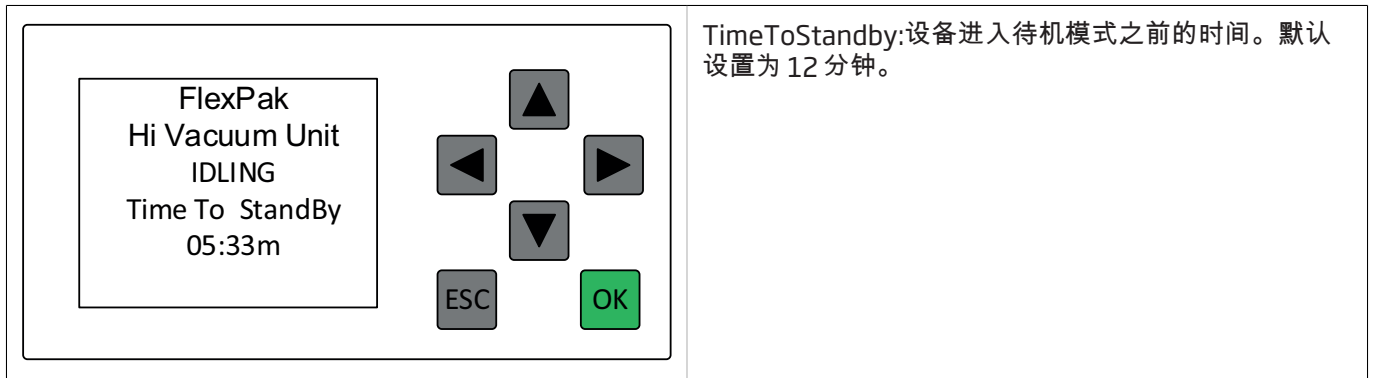 FlexPak
Hi Vacuum Unit
IDLING
Time To StandBy
05:33m
ESC
OK
TimeToStandby:设备进入待机模式之前的时间。默认
设置为 12 分钟。